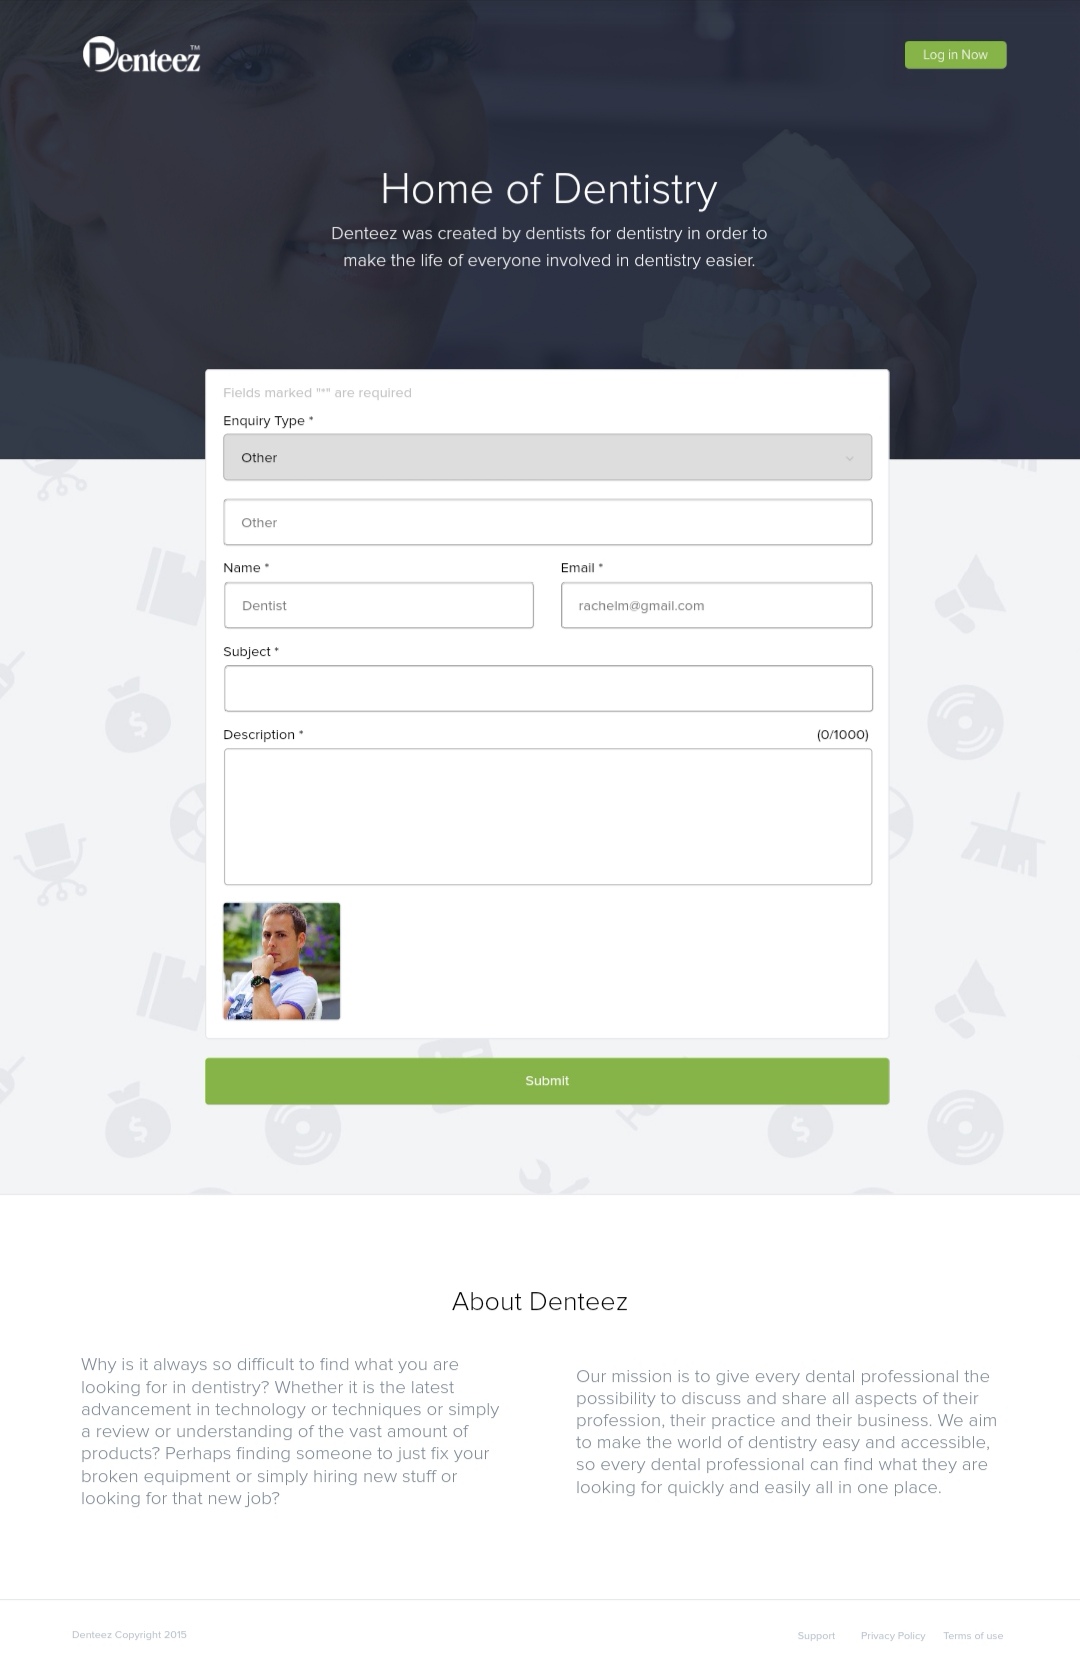 Denteez™
Log in Now
Home of Dentistry
Denteez was created by dentists for dentistry in order to
make the life of everyone involved in dentistry easier.
Fields marked "*" are required
Enquiry Type *
Other
Other
Name *
Email *
Dentist
rachelm@gmail.com
Subject *
Description *
(0/1000)
Submit
About Denteez
Why is it always so difficult to find what you are
looking for in dentistry? Whether it is the latest
advancement in technology or techniques or simply
a review or understanding of the vast amount of
products? Perhaps finding someone to just fix your
broken equipment or simply hiring new stuff or
looking for that new job?
Our mission is to give every dental professional the
possibility to discuss and share all aspects of their
profession, their practice and their business. We aim
to make the world of dentistry easy and accessible,
so every dental professional can find what they are
looking for quickly and easily all in one place.
Denteez Copyright 2015
Support
Privacy Policy
Terms of use